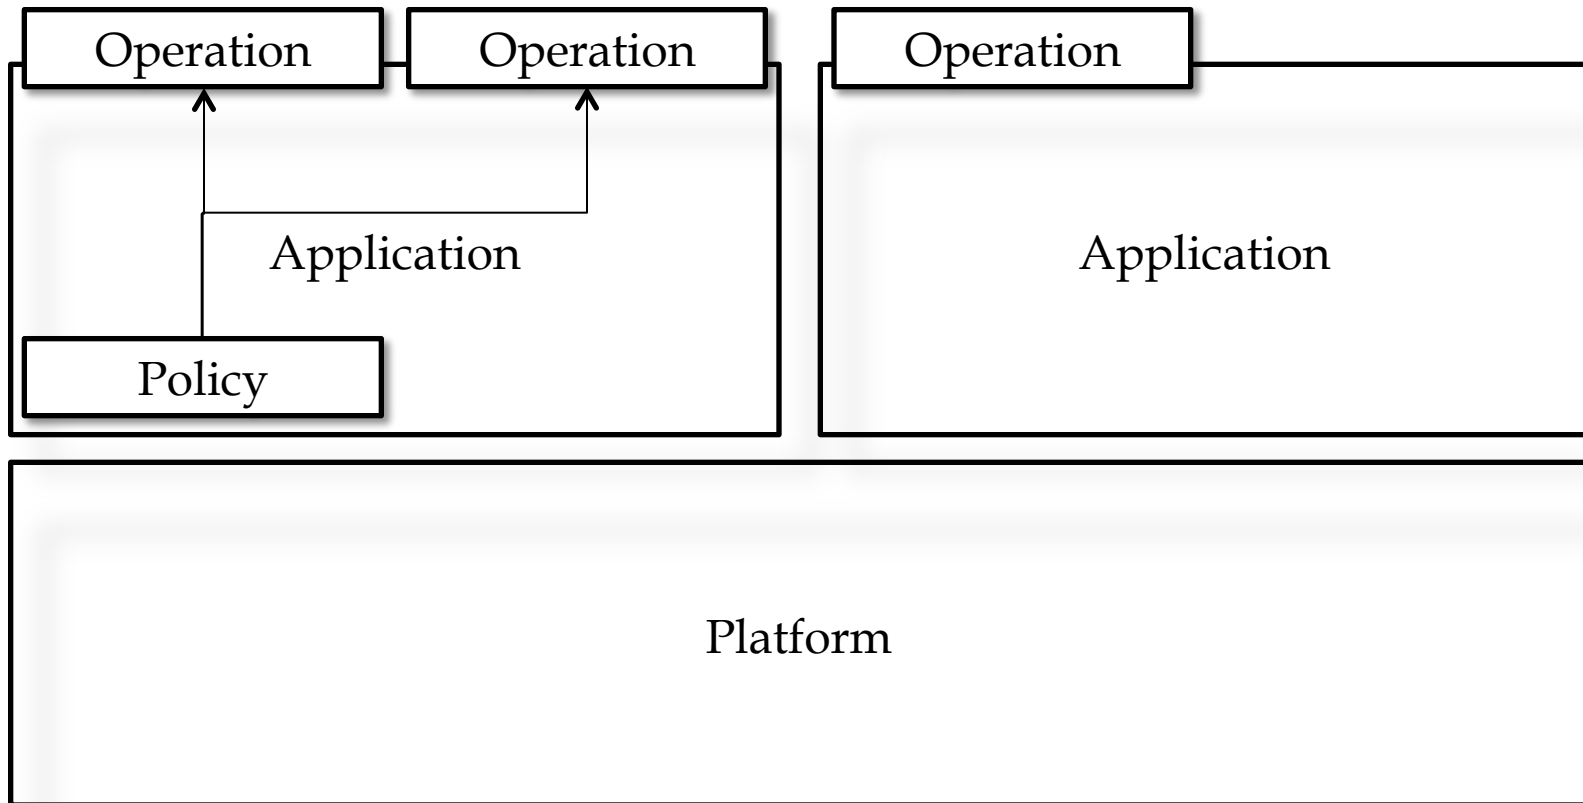 Operation
Operation
Operation
Application
Application
Policy
Platform